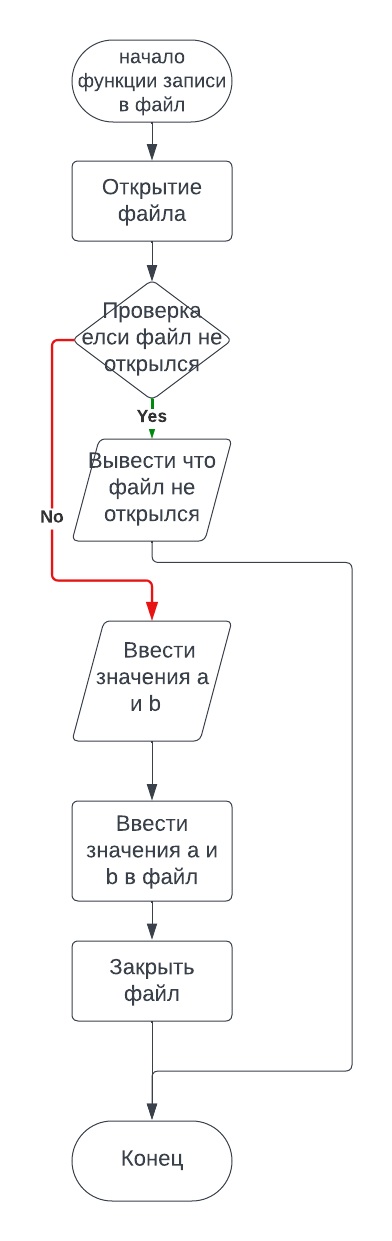 начало
функции записи
в файл
Открытие
файла
Проверка
елси файл не
открылся
Yes
Вывести что
файл не
открылся
No
Ввести
значения a
и b
Ввести
значения a и
b в файл
Закрыть
файл
Конец